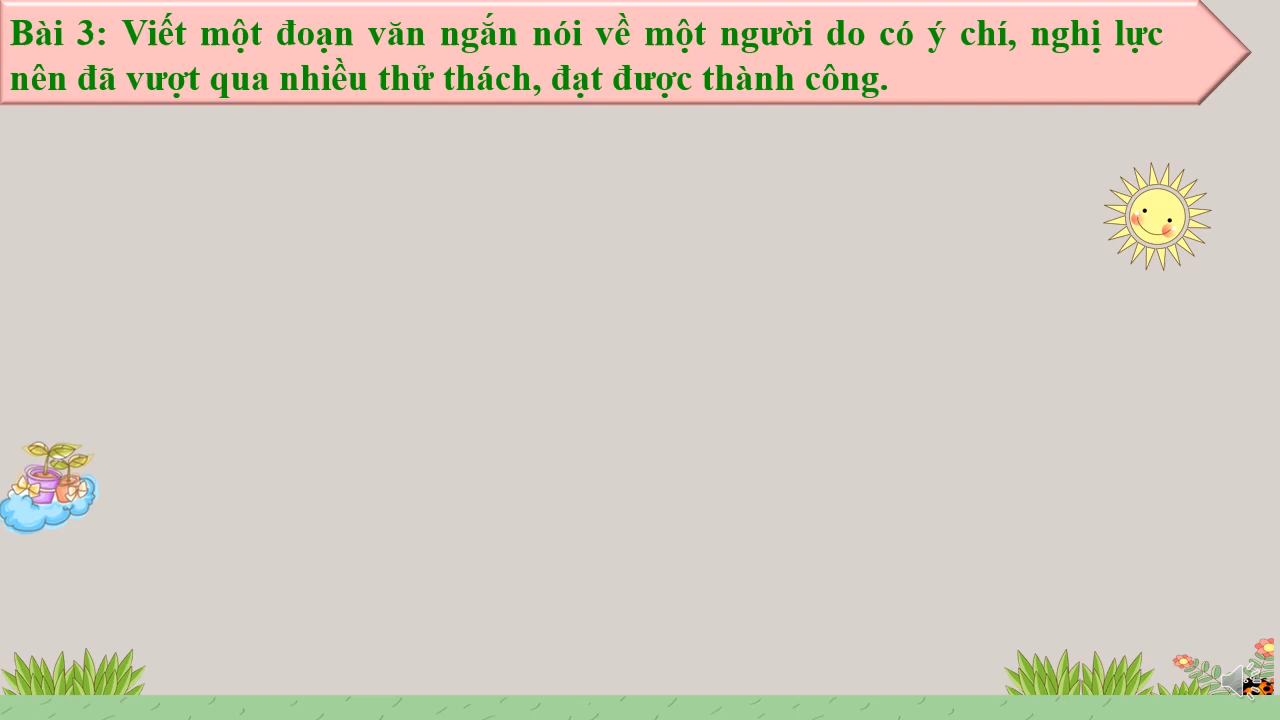 Bài 3: Viết một đoạn văn ngắn nói về một người do có ý chí, nghị lực
nên đã vượt qua nhiều thử thách, đạt được thành công.